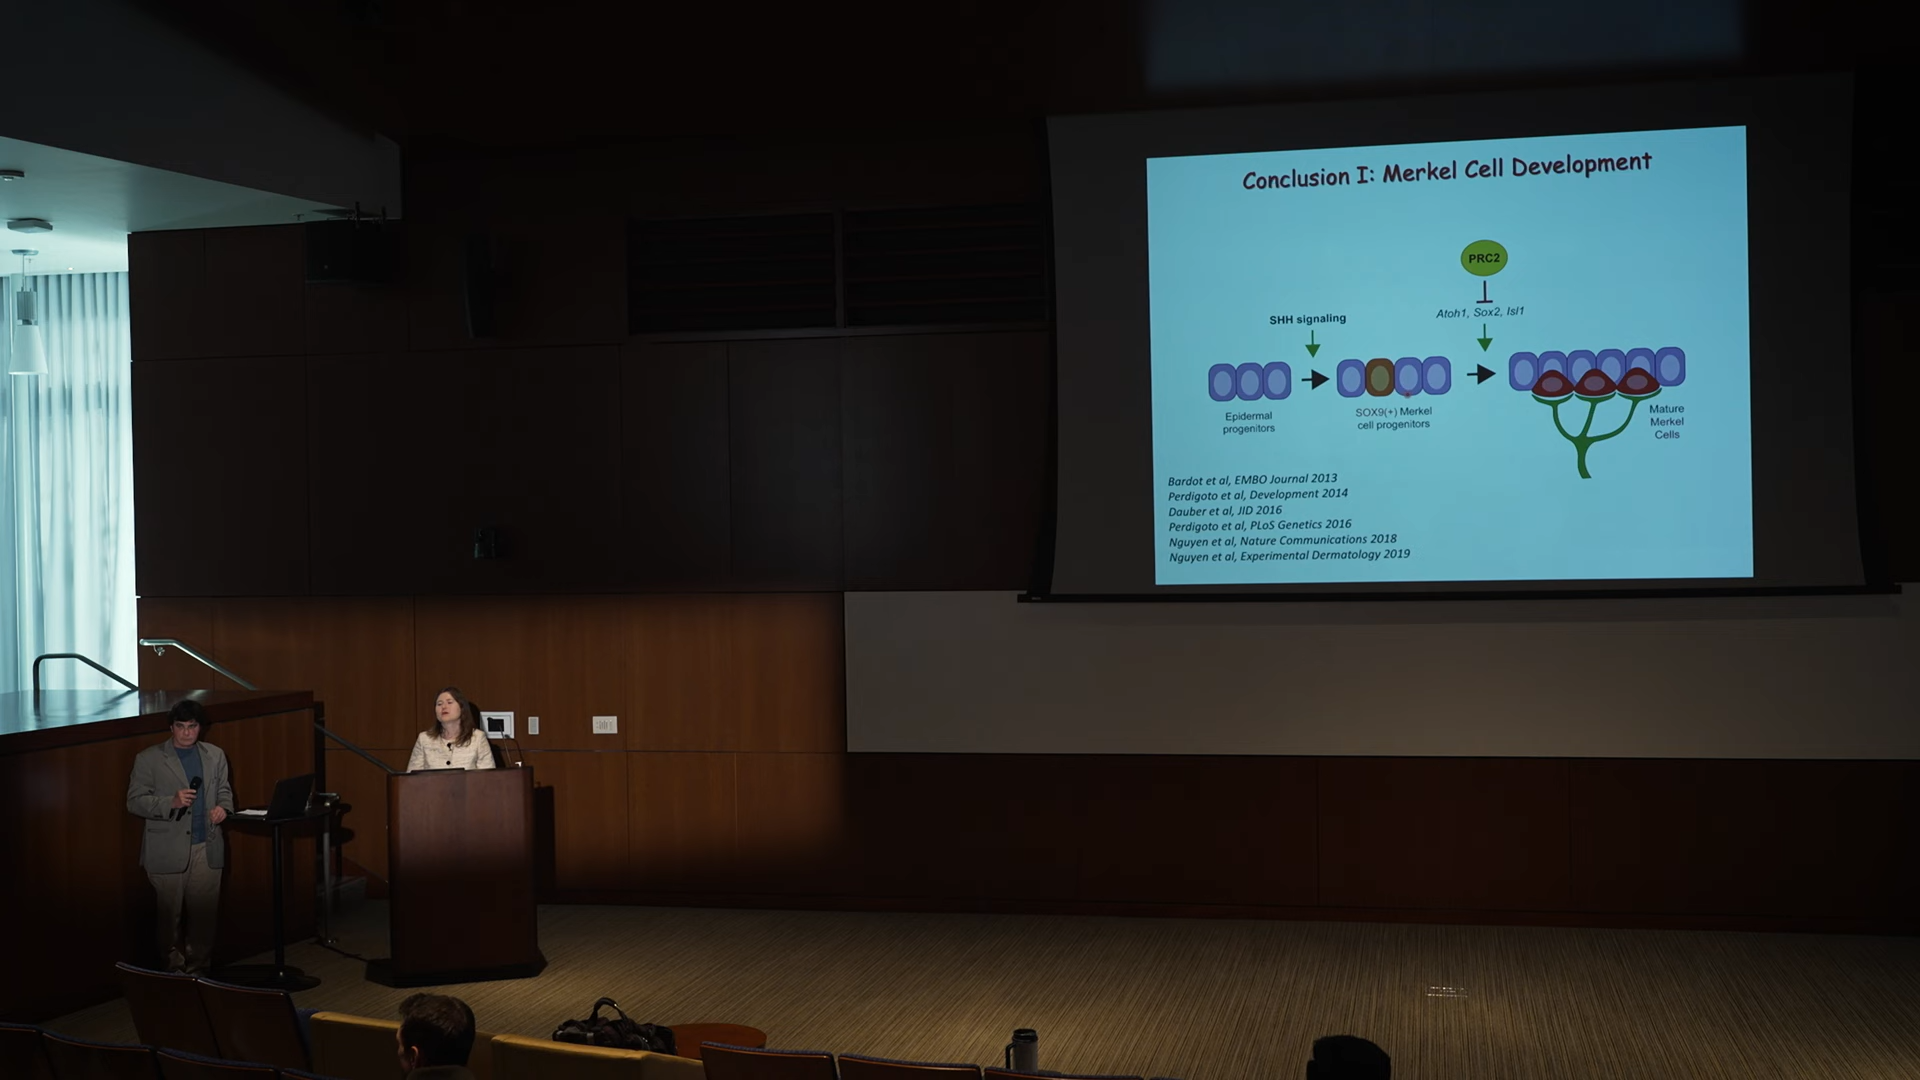 Conclusion I: Merkel Cell Development
PRC2
Atoh1, Sox2, Isl1
SHH signaling
Epidermal
progenitors
SOX9(+) Merkel
cell progenitors
Mature
Merkel
Cells
Bardot et al, EMBO Journal 2013
Perdigoto et al, Development 2014
Dauber et al, JID 2016
Perdigoto et al, PLoS Genetics 2016
Nguyen et al, Nature Communications 2018
Nguyen et al, Experimental Dermatology 2019